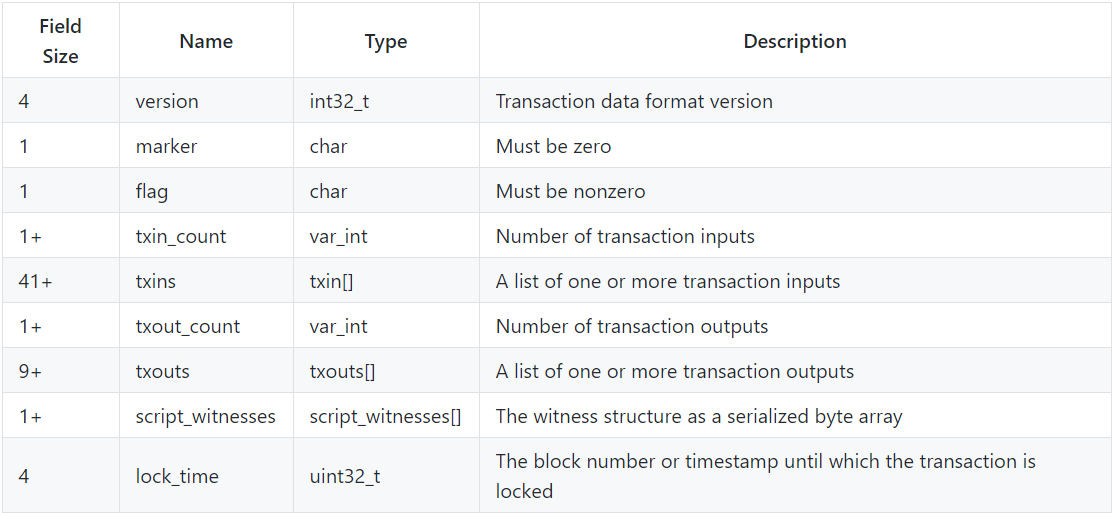 Field Size Name Type Description
4 version int32_t Transaction data format version
1 marker char Must be zero
1 flag char Must be nonzero
1+ txin_count var_int Number of transaction inputs
41+ txins txin[] A list of one or more transaction inputs
1+ txout_count var_int Number of transaction outputs
9+ txouts txouts[] A list of one or more transaction outputs
1+ script_witnesses script_witnesses[] The witness structure as a serialized byte array
4 lock_time uint32_t The block number or timestamp until which the transaction is
locked